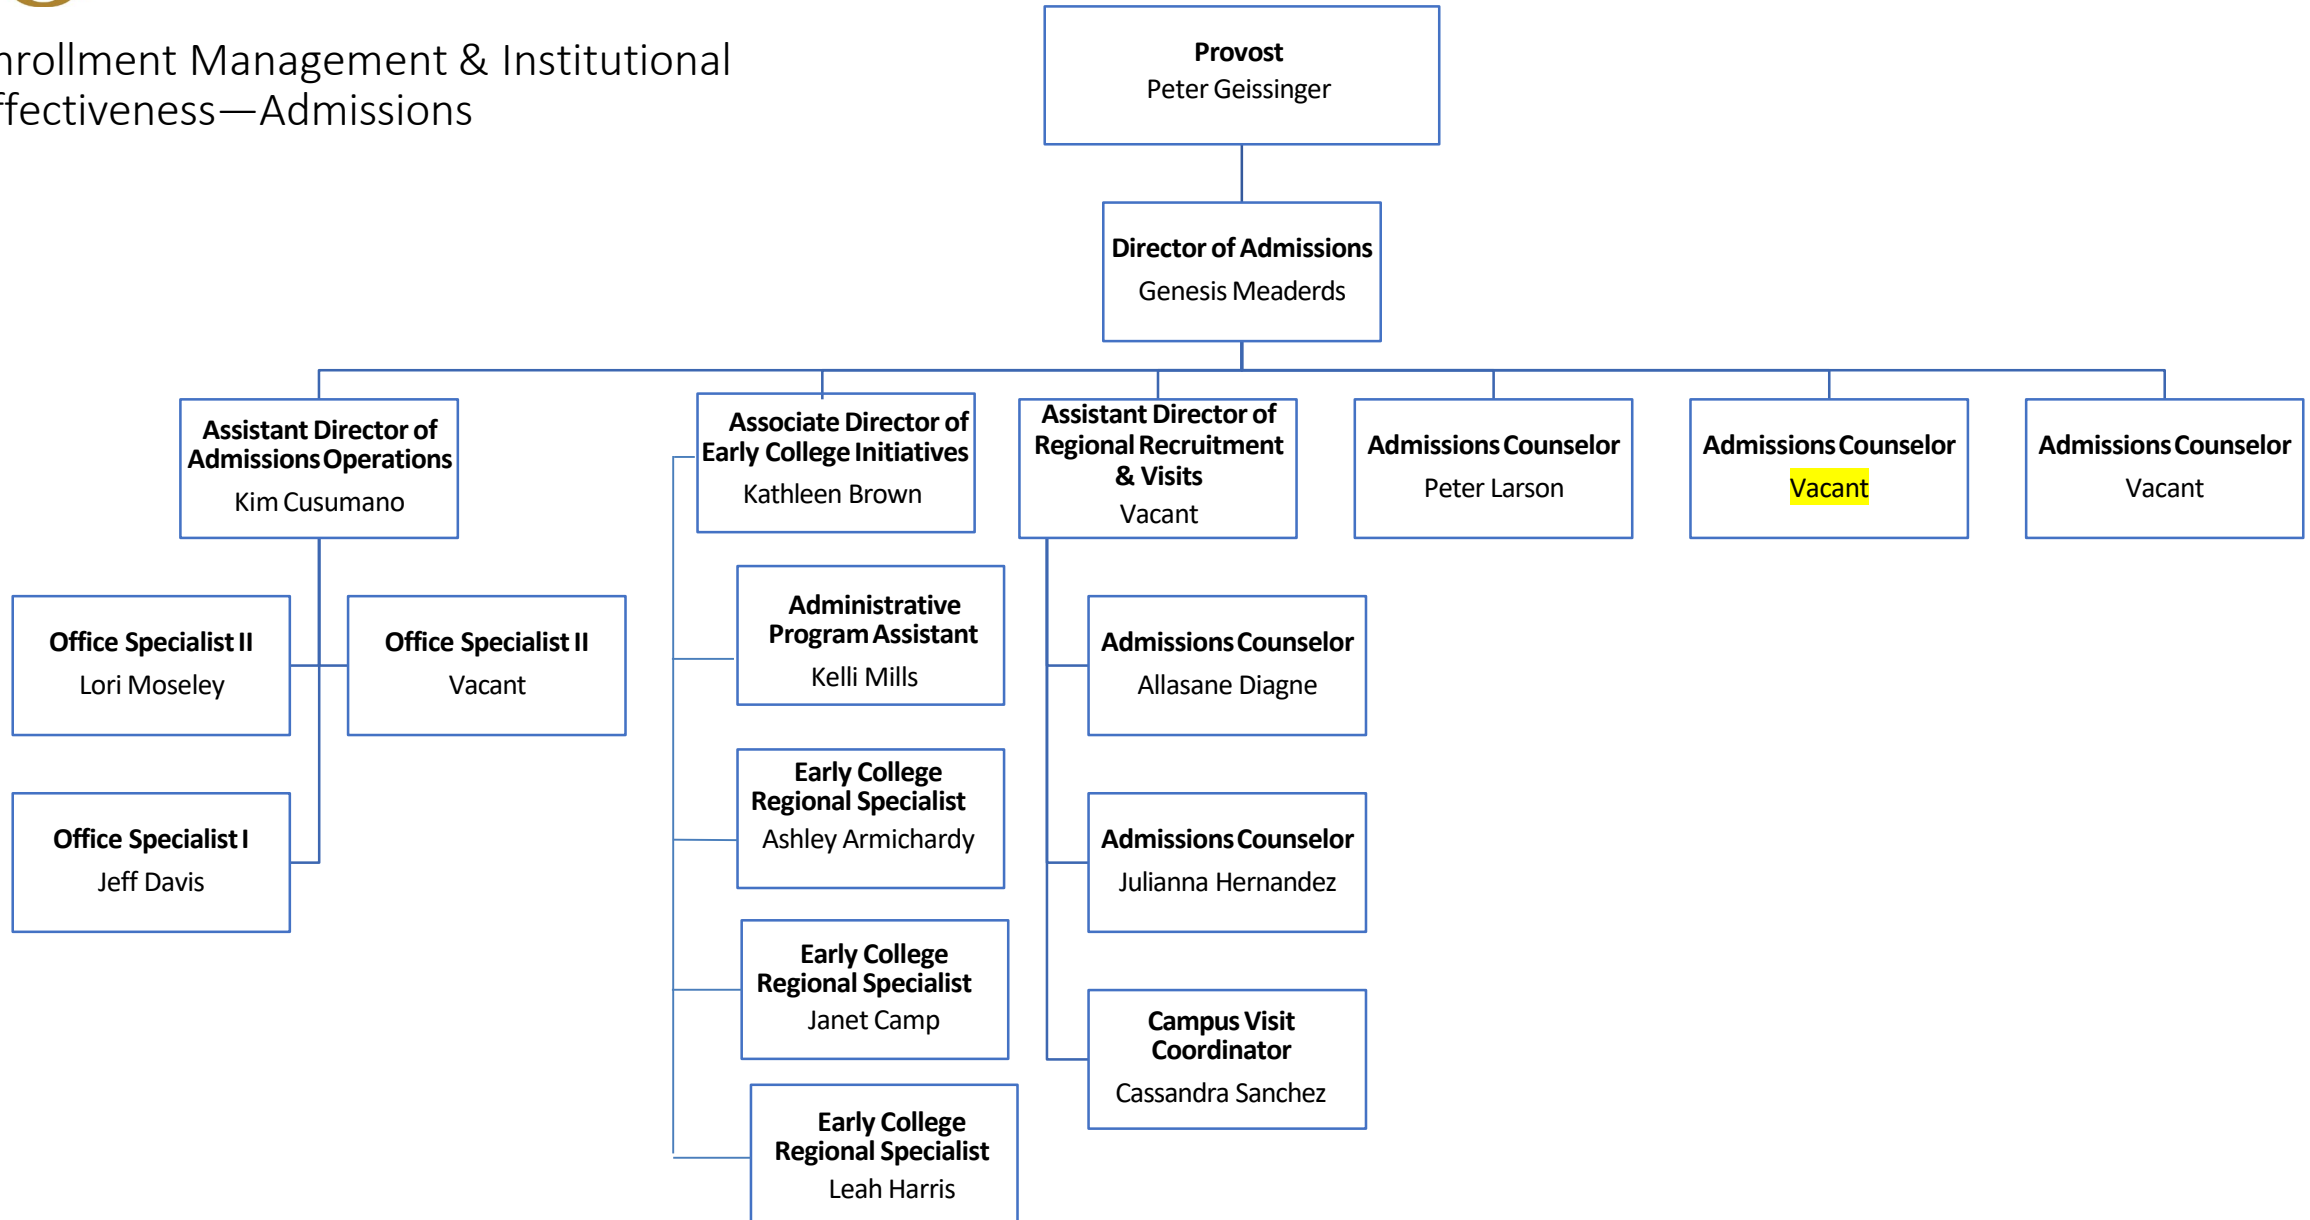 nrollment Management & Institutional
ffectiveness—Admissions
Provost
Peter Geissinger
Director of Admissions
Genesis Meaderds
Assistant Director of
Admissions Operations
Kim Cusumano
Associate Director of
Early College Initiatives
Kathleen Brown
Assistant Director of
Regional Recruitment
& Visits
Vacant
Admissions Counselor
Peter Larson
Admissions Counselor
Vacant
Admissions Counselor
Vacant
Office Specialist II
Lori Moseley
Office Specialist II
Vacant
Office Specialist I
Jeff Davis
Administrative
Program Assistant
Kelli Mills
Early College
Regional Specialist
Ashley Armichardy
Early College
Regional Specialist
Janet Camp
Early College
Regional Specialist
Leah Harris
Admissions Counselor
Allasane Diagne
Admissions Counselor
Julianna Hernandez
Campus Visit
Coordinator
Cassandra Sanchez